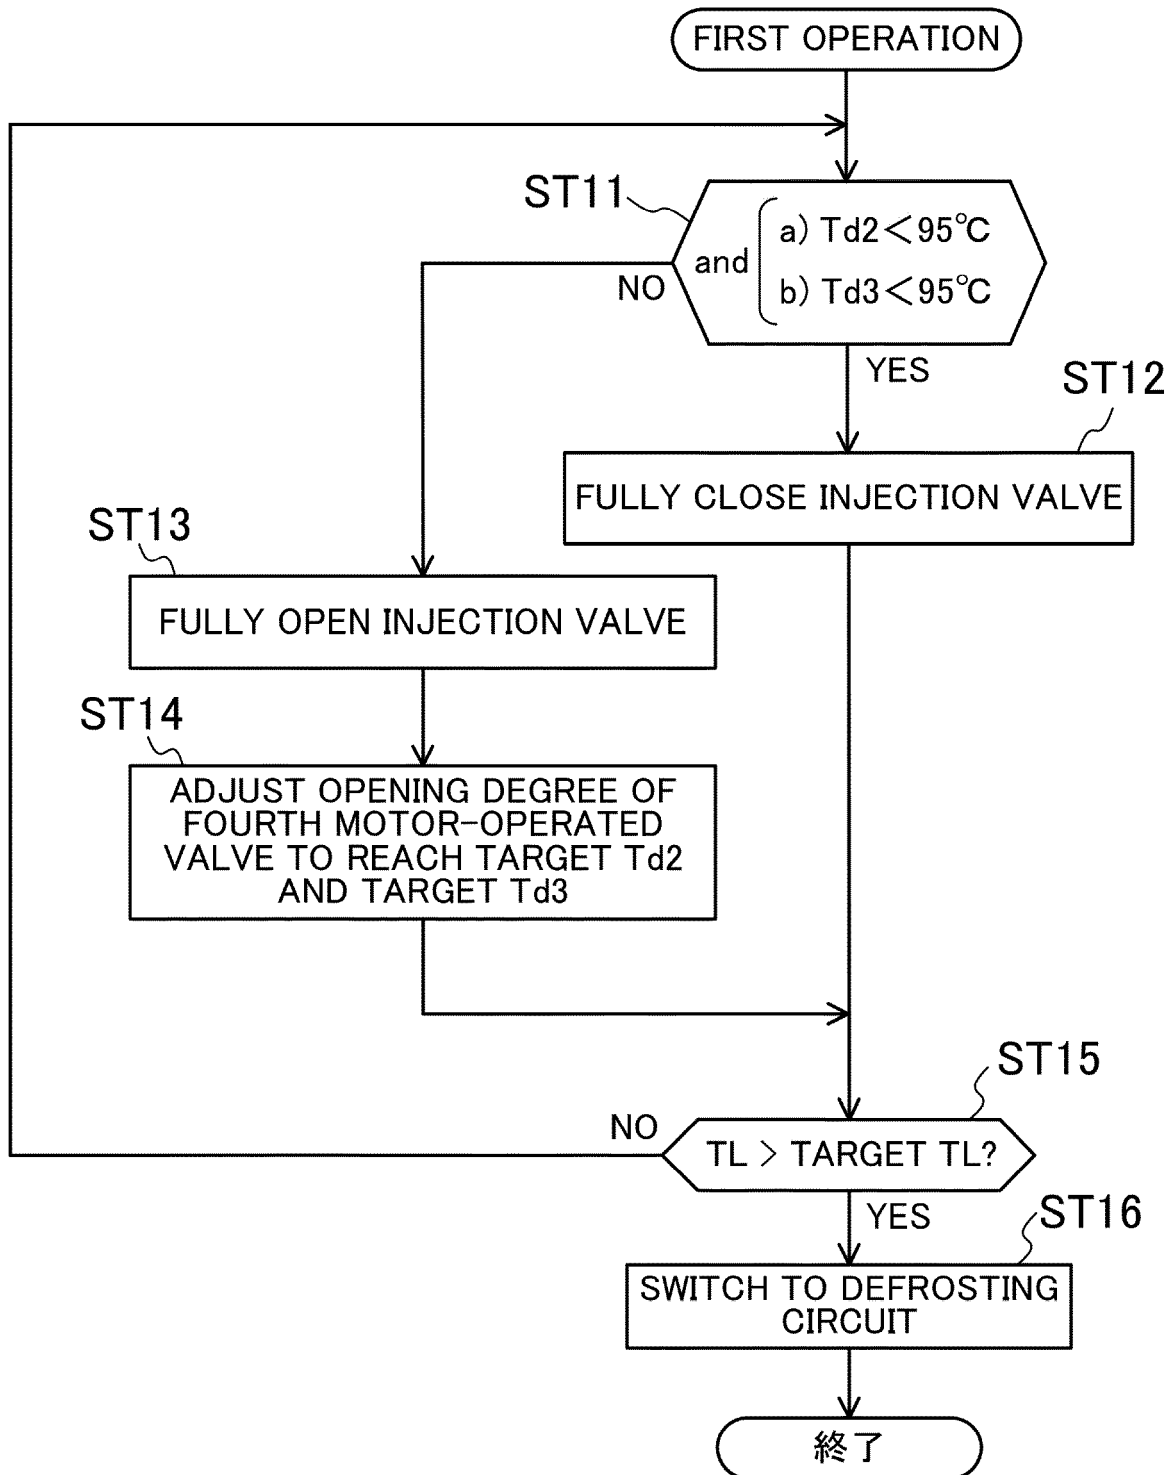 FIRST OPERATION
ST11
and
a) Td2<95℃
b) Td3<95℃
NO
YES
ST12
FULLY CLOSE INJECTION VALVE
ST13
FULLY OPEN INJECTION VALVE
ST14
ADJUST OPENING DEGREE OF
FOURTH MOTOR-OPERATED
VALVE TO REACH TARGET Td2
AND TARGET Td3
ST15
NO
TL > TARGET TL?
YES
ST16
SWITCH TO DEFROSTING
CIRCUIT
終了